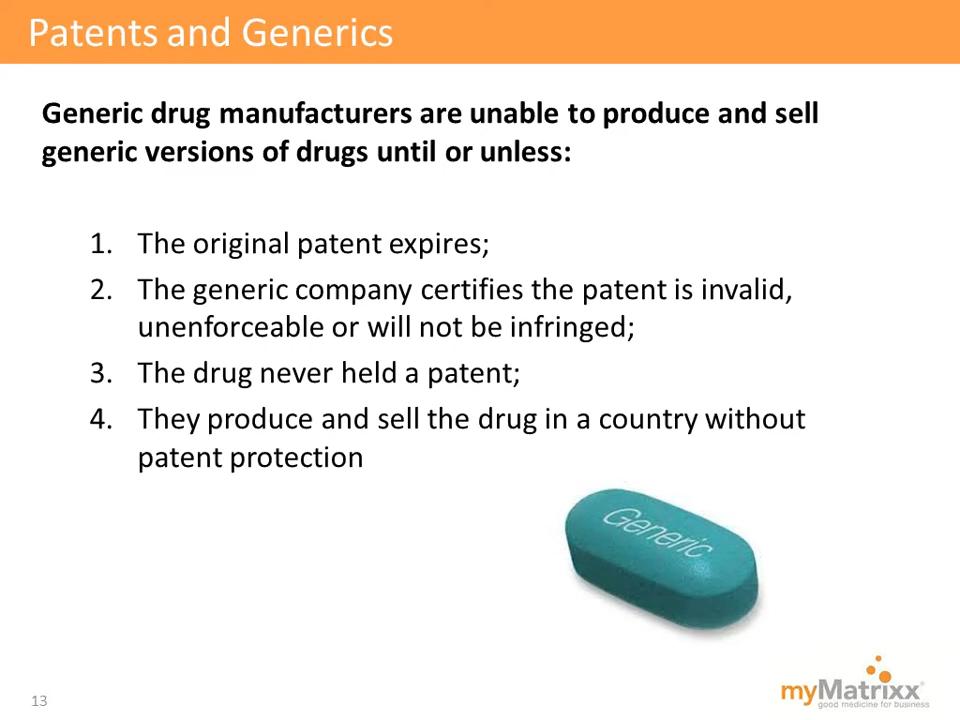 Patents and Generics
Generic drug manufacturers are unable to produce and sell
generic versions of drugs until or unless:
1. The original patent expires;
2. The generic company certifies the patent is invalid,
unenforceable or will not be infringed;
3. The drug never held a patent;
4. They produce and sell the drug in a country without
patent protection
Generic
13
myMatrixx®
good medicine for business